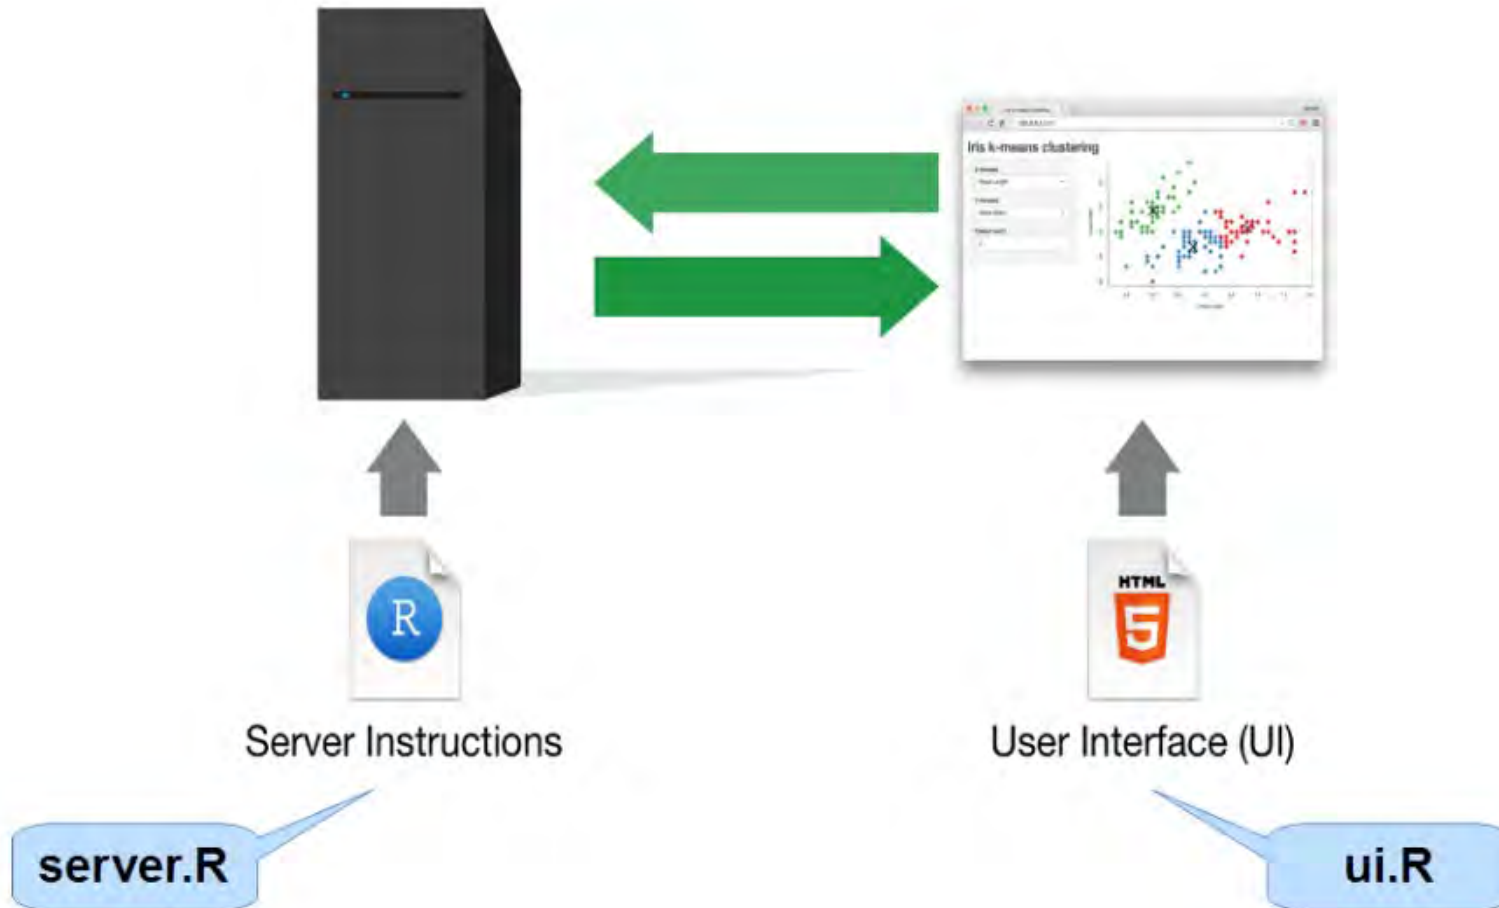 Iris k-means clustering
R
HTML
5
Server Instructions
User Interface (UI)
server.R
ui.R